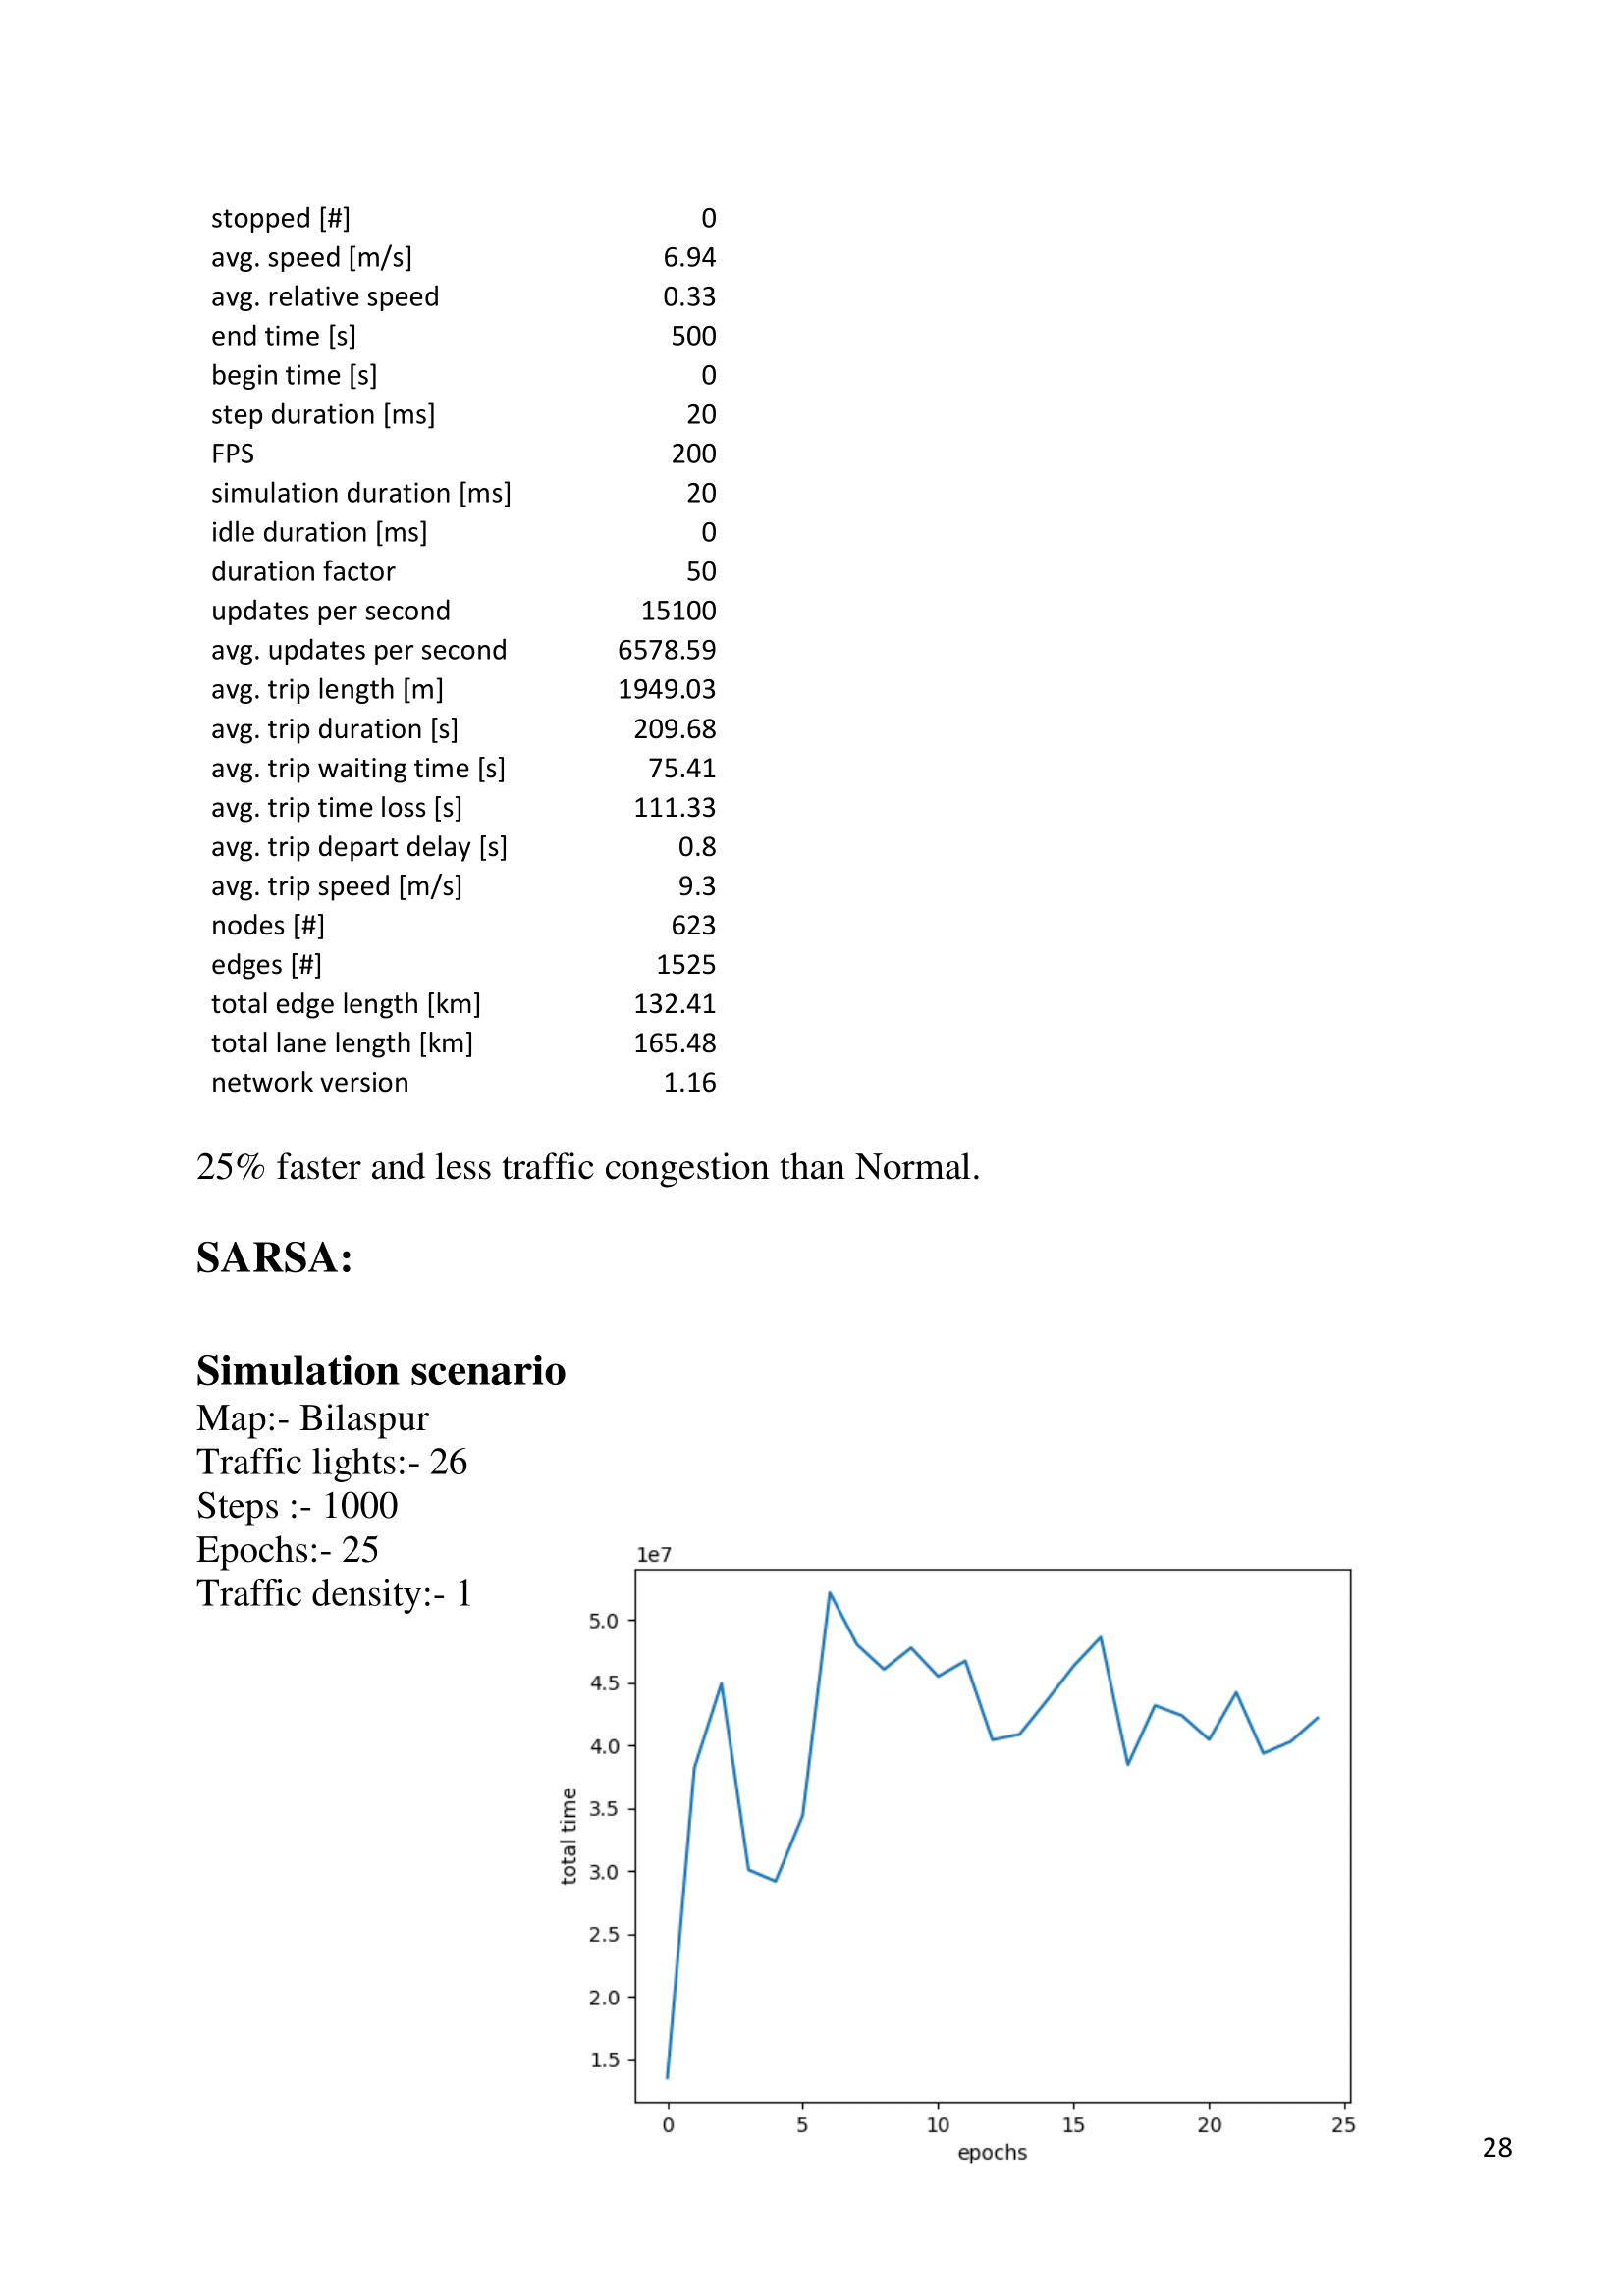 stopped [#] 0
avg. speed [m/s] 6.94
avg. relative speed 0.33
end time [s] 500
begin time [s] 0
step duration [ms] 20
FPS 200
simulation duration [ms] 20
idle duration [ms] 0
duration factor 50
updates per second 15100
avg. updates per second 6578.59
avg. trip length [m] 1949.03
avg. trip duration [s] 209.68
avg. trip waiting time [s] 75.41
avg. trip time loss [s] 111.33
avg. trip depart delay [s] 0.8
avg. trip speed [m/s] 9.3
nodes [#] 623
edges [#] 1525
total edge length [km] 132.41
total lane length [km] 165.48
network version 1.16
25% faster and less traffic congestion than Normal.
SARSA:
Simulation scenario
Map:- Bilaspur
Traffic lights:- 26
Steps :- 1000
Epochs:- 25
Traffic density:- 1
1e7
5.0
4.5
4.0
3.5
3.0
2.5
2.0
1.5
total time
0 5 10 15 20 25
epochs
28